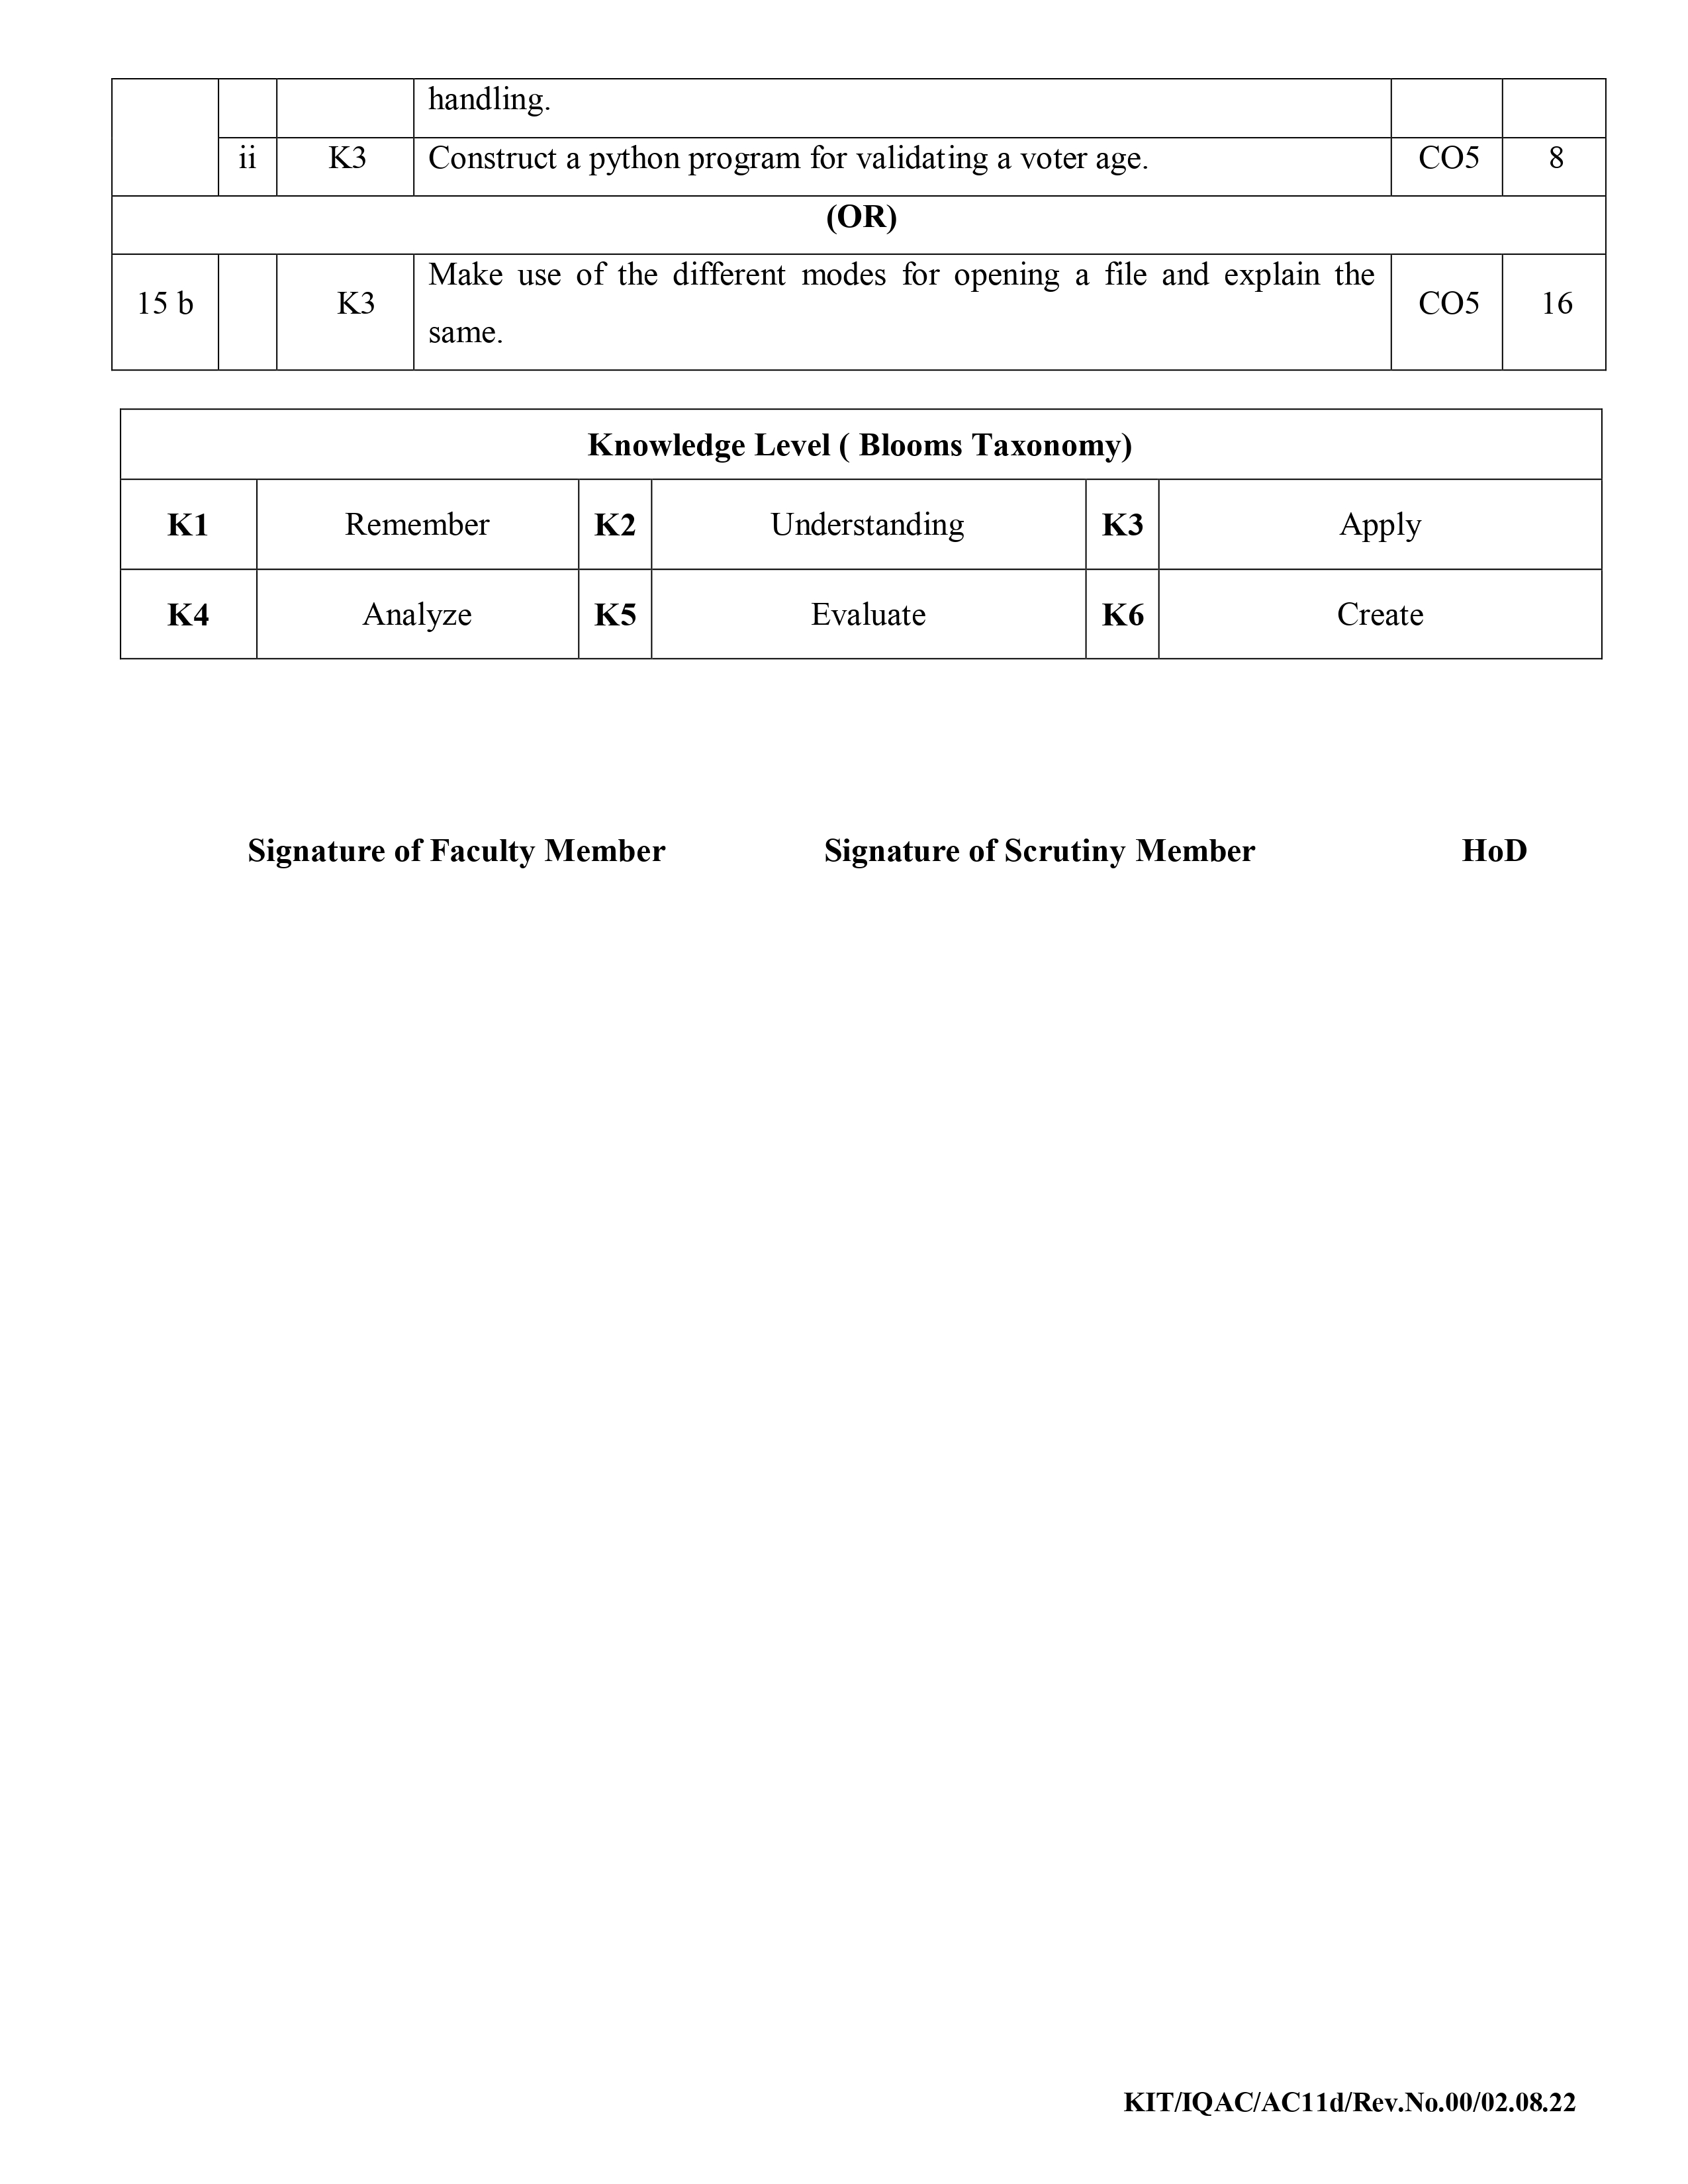 handling.
ii K3 Construct a python program for validating a voter age. CO5 8
(OR)
15 b K3 Make use of the different modes for opening a file and explain the CO5 16
same.
Knowledge Level ( Blooms Taxonomy)
K1 Remember K2 Understanding K3 Apply
K4 Analyze K5 Evaluate K6 Create
Signature of Faculty Member Signature of Scrutiny Member HoD
KIT/IQAC/AC11d/Rev.No.00/02.08.22